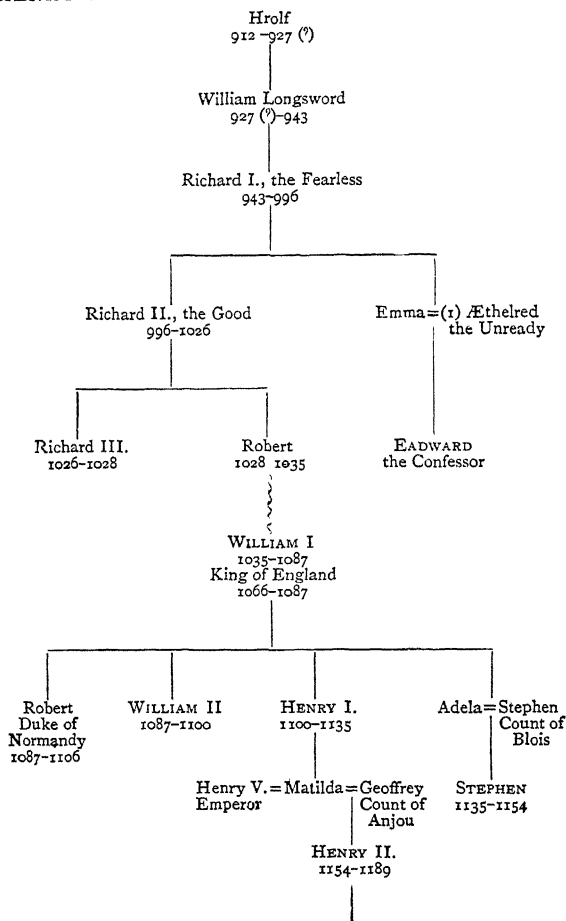 Hrolf
912–927 (?)
William Longsword
927 (?)–943
Richard I., the Fearless
943–996
Richard II., the Good
996–1026
Emma=(1) Æthelred
the Unready
Richard III.
1026–1028
Robert
1028 1035
EADWARD
the Confessor
WILLIAM I
1035–1087
King of England
1066–1087
Robert
Duke of
Normandy
1087–1106
WILLIAM II
1087–1100
HENRY I.
1100–1135
Adela=Stephen
Count of
Blois
Henry V.=Matilda=Geoffrey
Emperor
Count of
Anjou
STEPHEN
1135–1154
HENRY II.
1154–1189